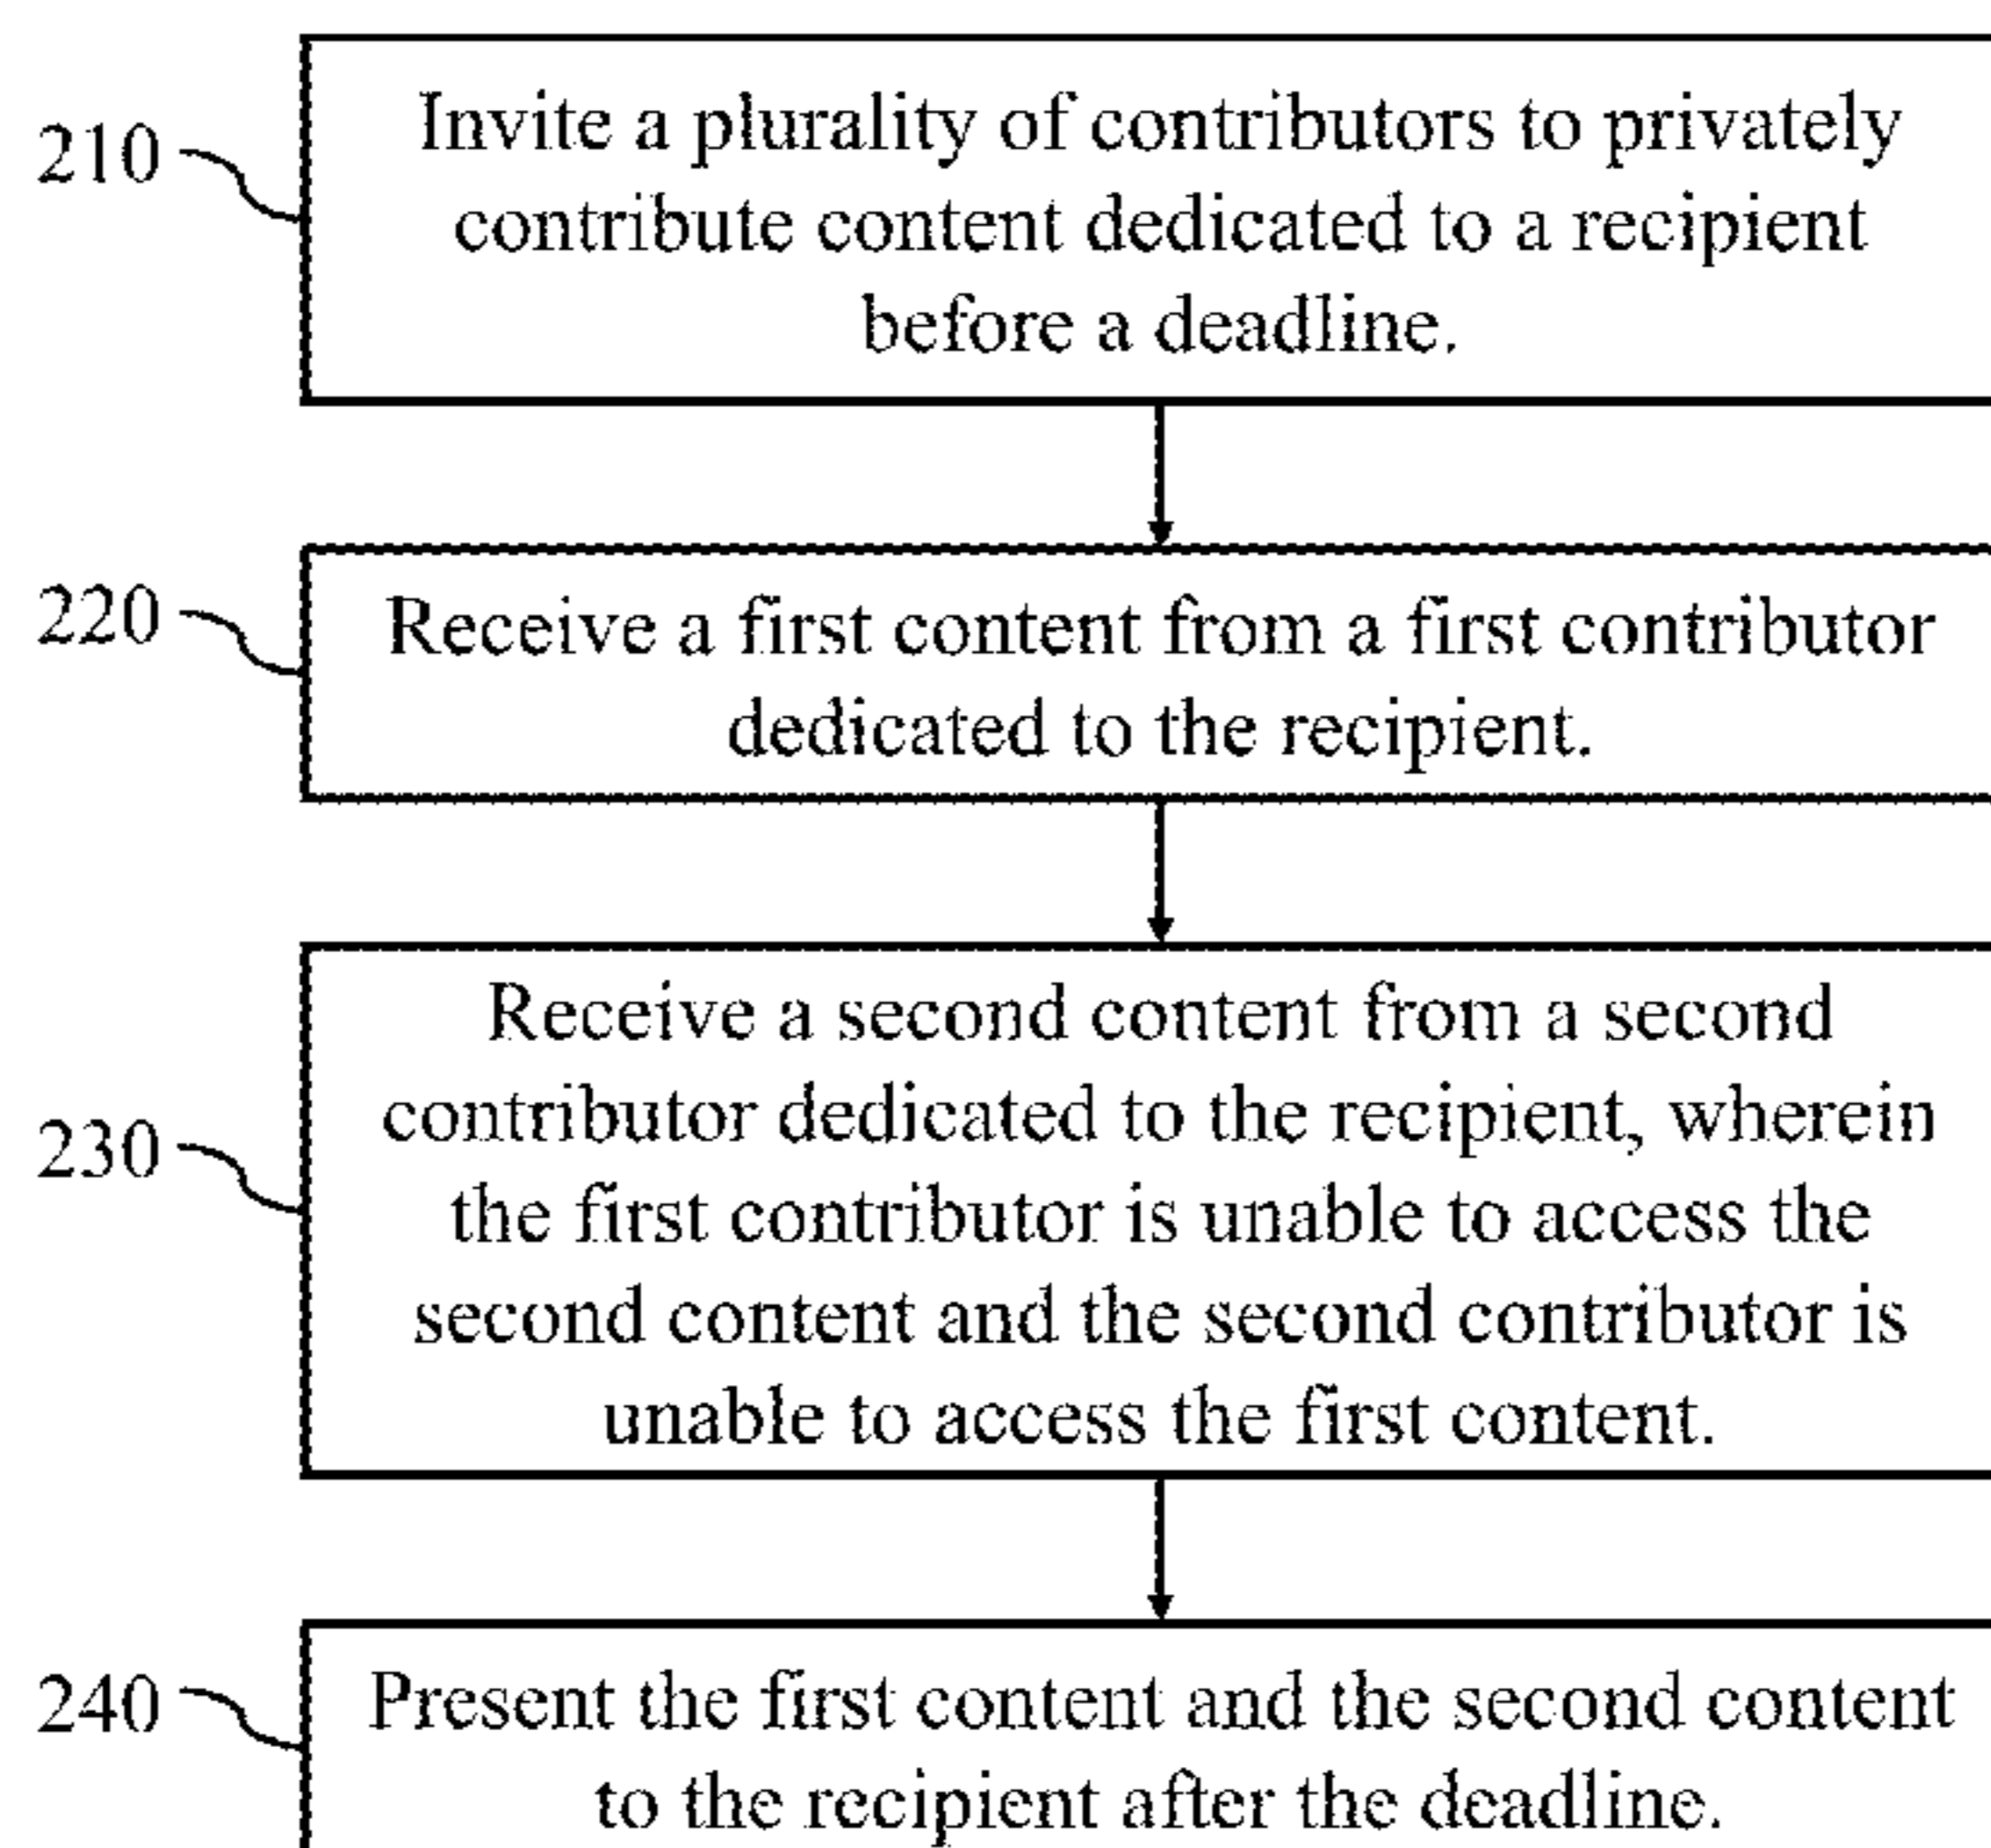 210
Invite a plurality of contributors to privately
contribute content dedicated to a recipient
before a deadline.
220
Receive a first content from a first contributor
dedicated to the recipient.
230
Receive a second content from a second
contributor dedicated to the recipient, wherein
the first contributor is unable to access the
second content and the second contributor is
unable to access the first content.
240
Present the first content and the second content
to the recipient after the deadline.